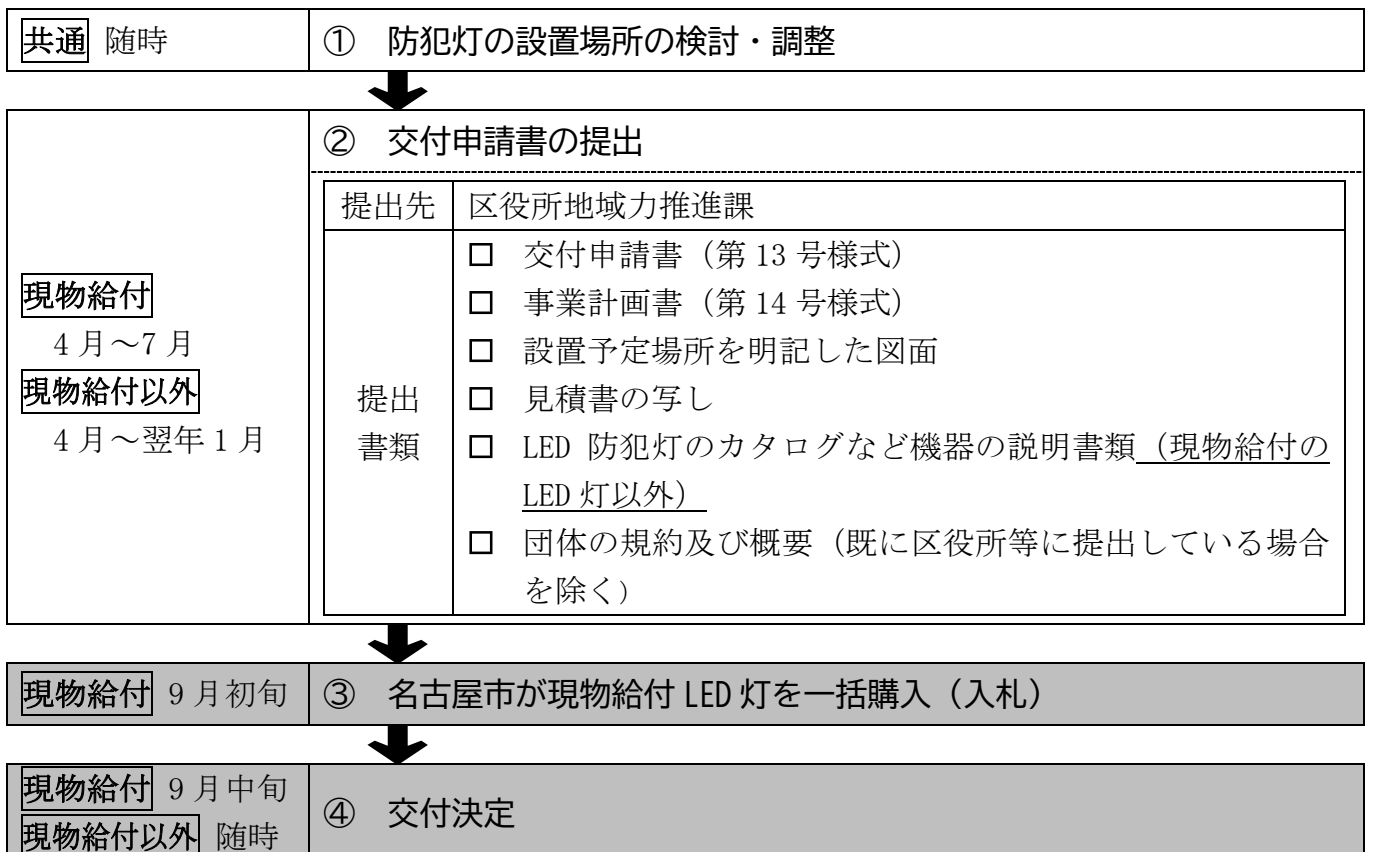 共通 随時
① 防犯灯の設置場所の検討・調整
現物給付
4月～7月
現物給付以外
4月～翌年1月
② 交付申請書の提出
提出先
区役所地域力推進課
提出
書類
□ 交付申請書（第13号様式）
□ 事業計画書（第14号様式）
□ 設置予定場所を明記した図面
□ 見積書の写し
□ LED 防犯灯のカタログなど機器の説明書類（現物給付の
LED灯以外）
□ 団体の規約及び概要（既に区役所等に提出している場合
を除く）
現物給付 9月初旬
③ 名古屋市が現物給付 LED 灯を一括購入（入札）
現物給付 9月中旬
現物給付以外 随時
④ 交付決定